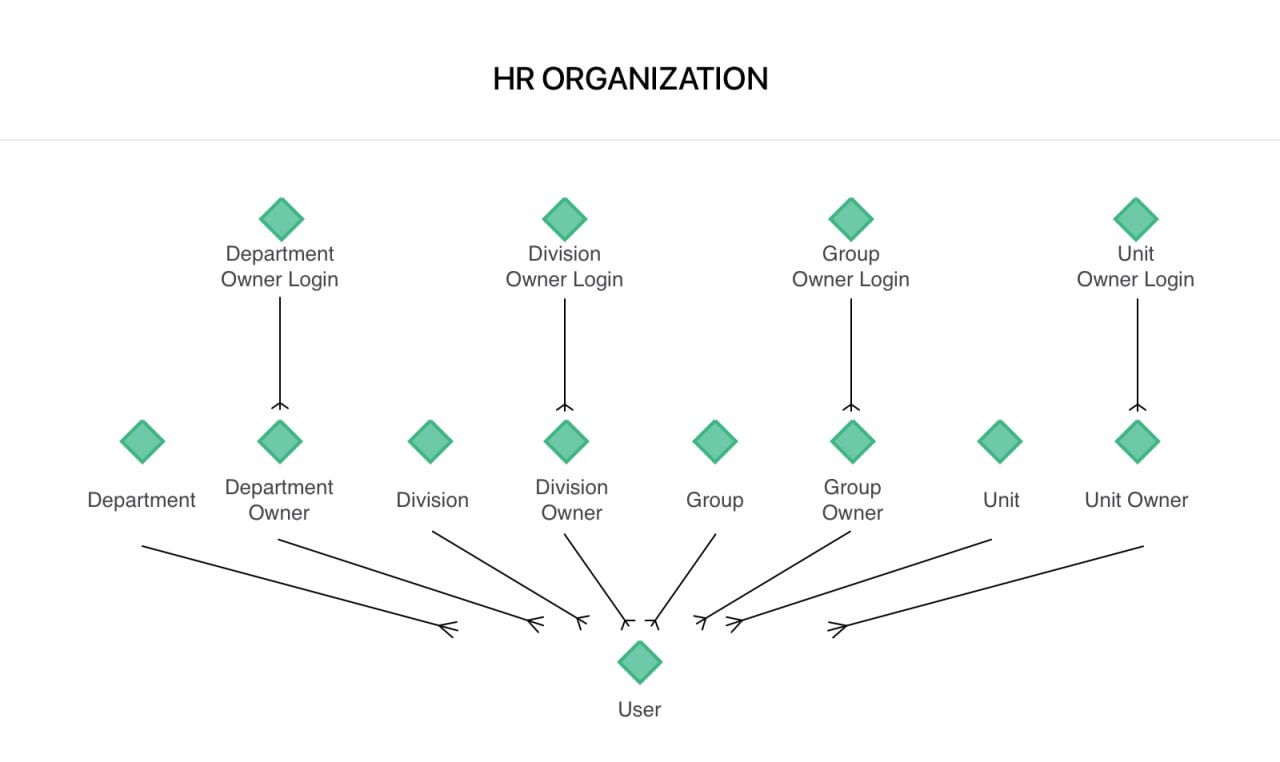 HR ORGANIZATION
Department
Owner Login
Division
Owner Login
Group
Owner Login
Unit
Owner Login
Department
Department
Owner
Division
Division
Owner
Group
Group
Owner
Unit
Unit Owner
User